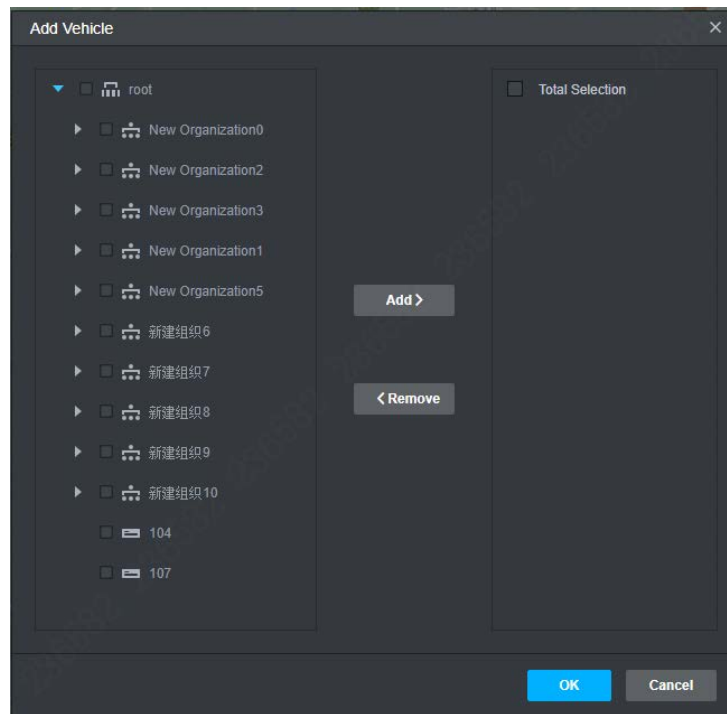 Add Vehicle
root
New Organization0
New Organization2
New Organization3
New Organization1
New Organization5
新建组织6
新建组织7
新建组织8
新建组织9
新建组织10
104
107
Add
Remove
Total Selection
OK
Cancel